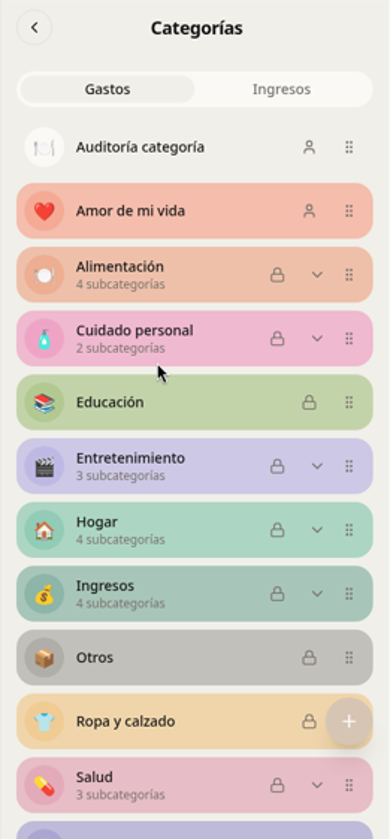 Categorías
Gastos
Ingresos
Auditoría categoría
Amor de mi vida
Alimentación
4 subcategorías
Cuidado personal
2 subcategorías
Educación
Entretenimiento
3 subcategorías
Hogar
4 subcategorías
Ingresos
4 subcategorías
Otros
Ropa y calzado
Salud
3 subcategorías